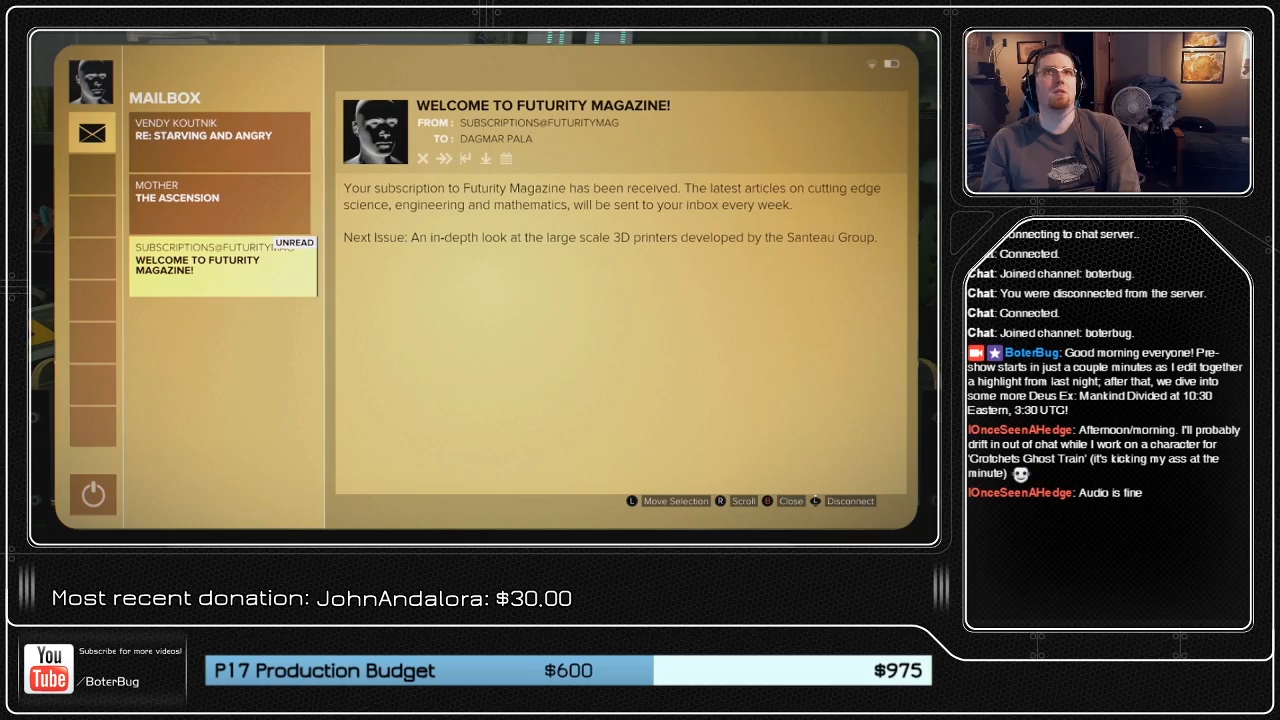 MAILBOX
VENDY KOUTNIK
RE: STARVING AND ANGRY
MOTHER
THE ASCENSION
UNREAD
WELCOME TO FUTURITY
MAGAZINE!
WELCOME TO FUTURITY MAGAZINE!
FROM : SUBSCRIPTIONS@FUTURITYMAG
TO : DAGMAR PALA
Your subscription to Futurity Magazine has been received. The latest articles on cutting edge
science, engineering and mathematics, will be sent to your inbox every week.
Next Issue: An in-depth look at the large scale 3D printers developed by the Santeau Group.
L Move Selection R Scroll B Close L Disconnect
to chat server..
Connected.
Chat: Joined channel: boterbug.
Chat: You were disconnected from the server.
Chat: Connected.
Chat: Joined channel: boterbug.
BoterBug: Good morning everyone! Pre-
show starts in just a couple minutes as I edit together
a highlight from last night; after that, we dive into
some more Deus Ex: Mankind Divided at 10:30
Eastern, 3:30 UTC!
IOnceSeenAHedge: Afternoon/morning. I'll probably
drift in out of chat while I work on a character for
'Crotchets Ghost Train' (it's kicking my ass at the
minute)
IOnceSeenAHedge: Audio is fine
Most recent donation: JohnAndalora: $30.00
You
Tube
Subscribe for more videos!
/BoterBug
P17 Production Budget $600 $975